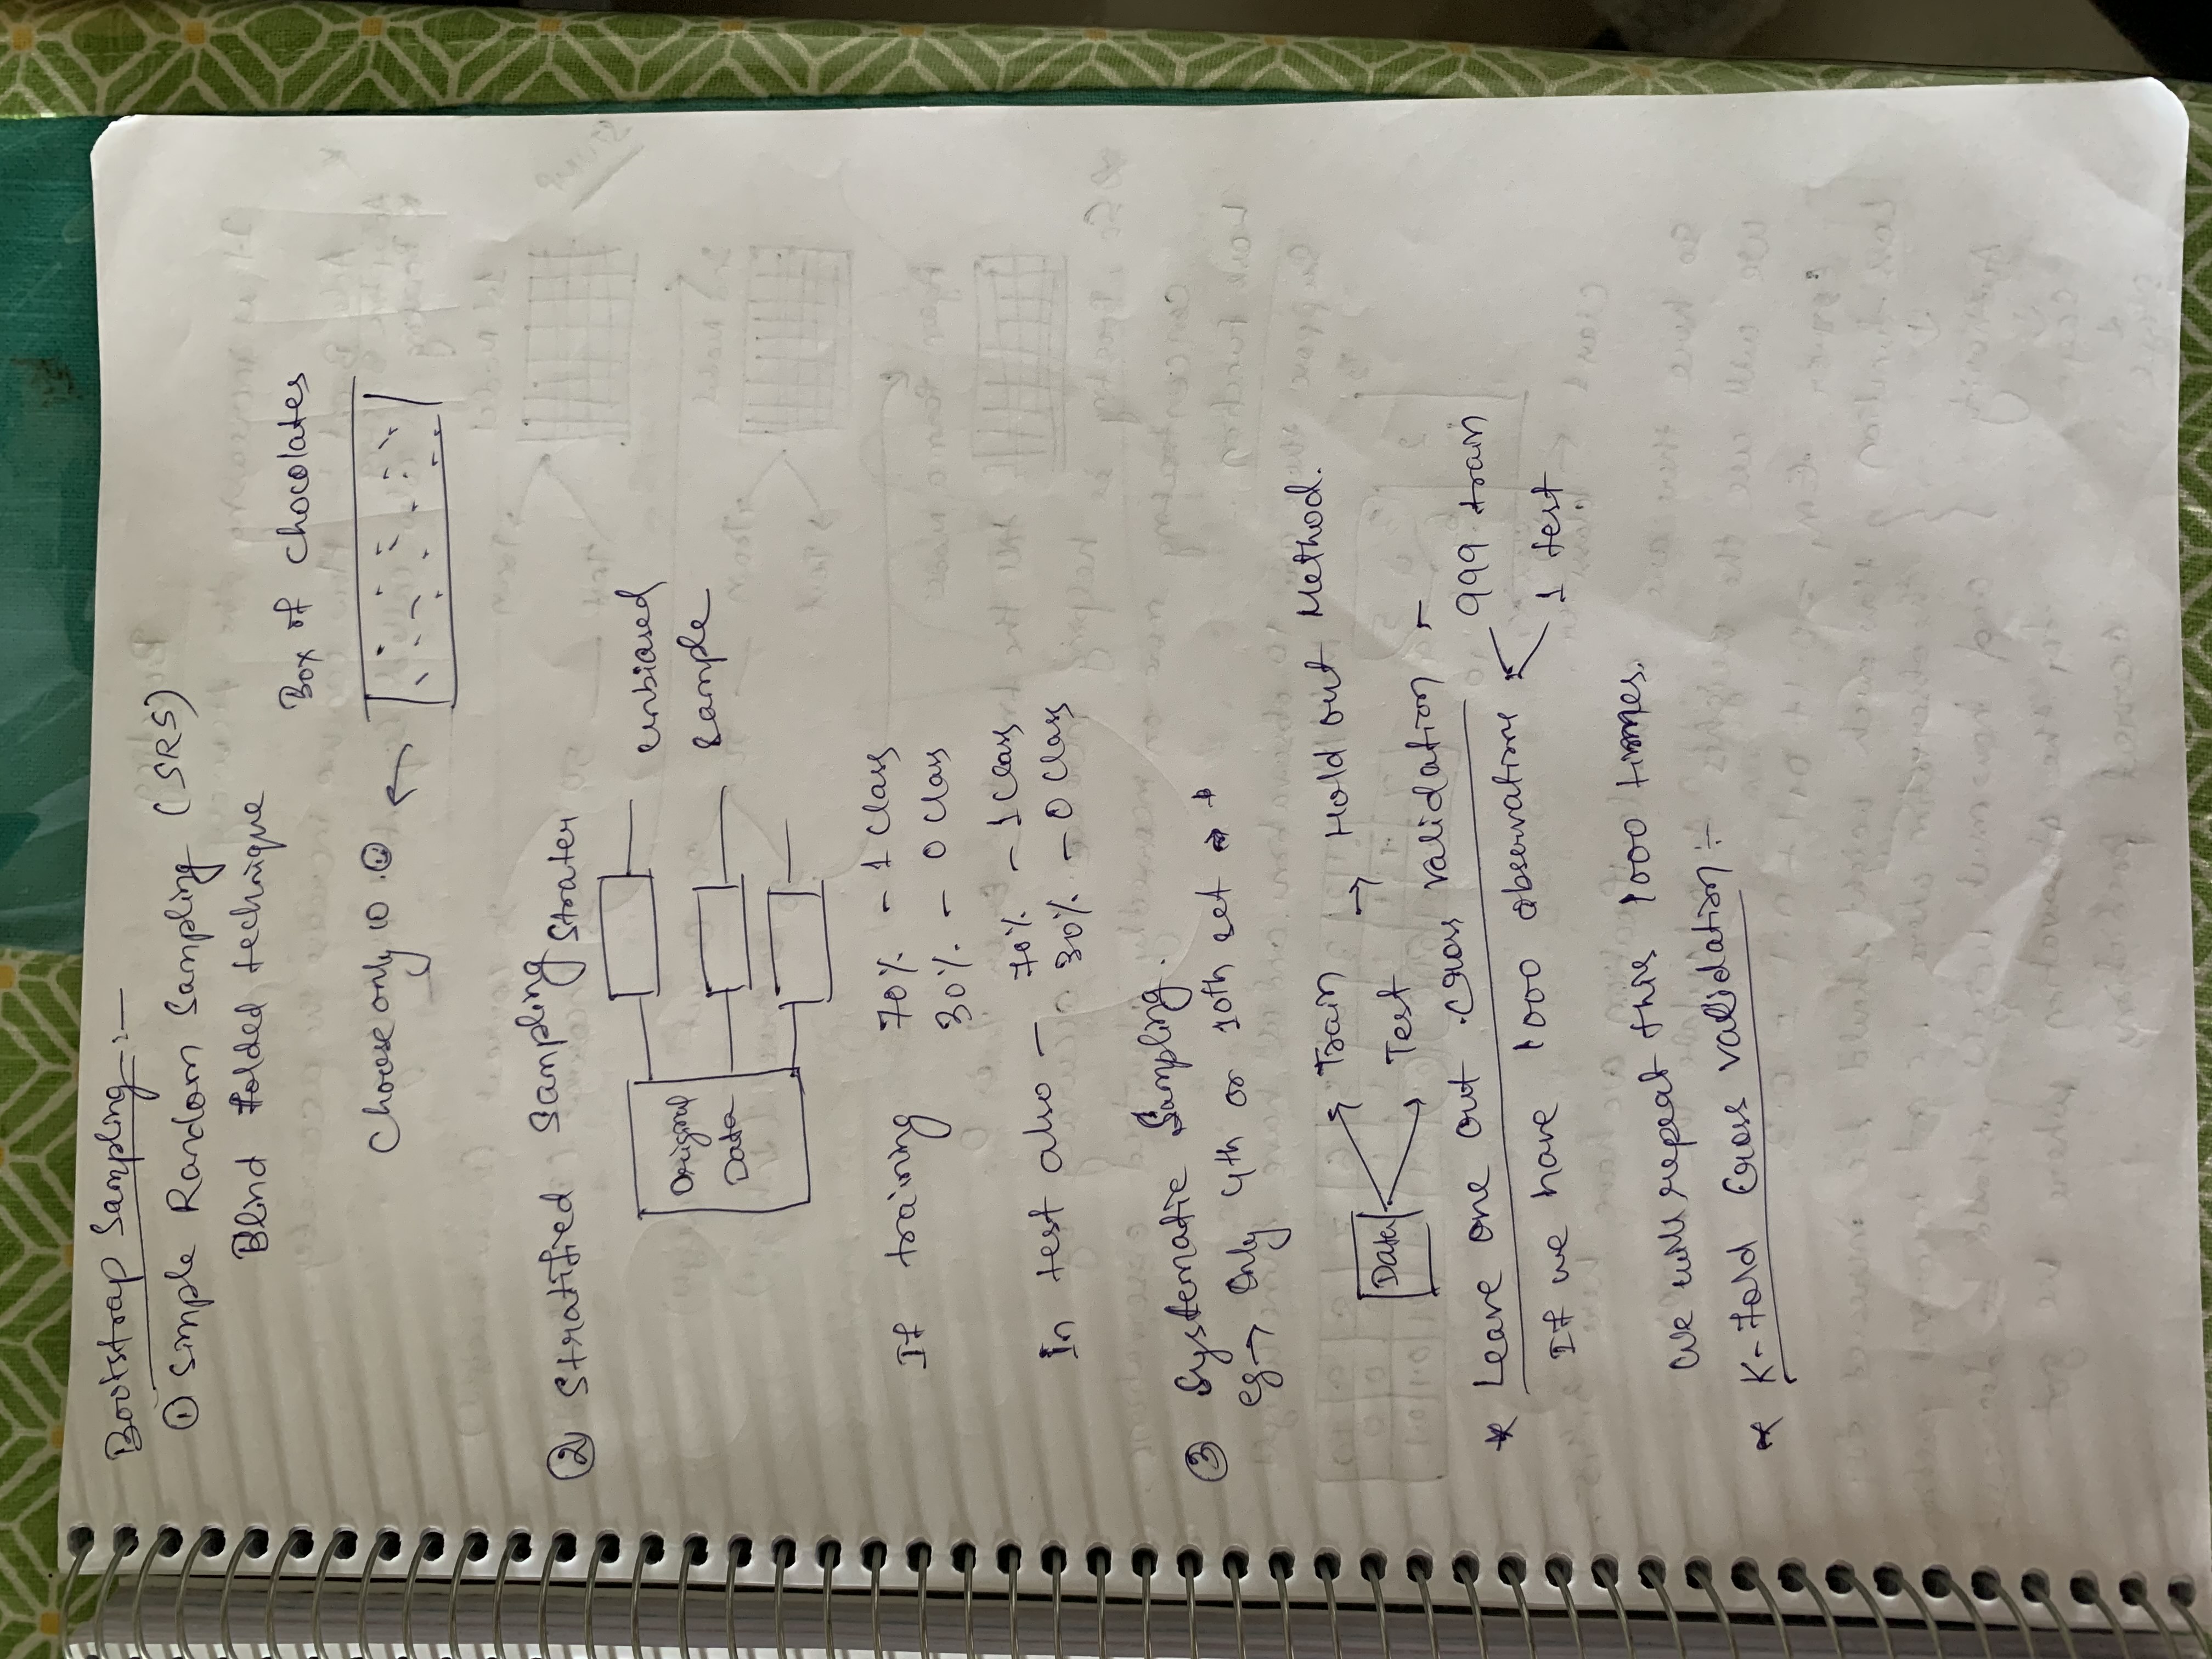 Bootstrap Sampling :-
① Simple Random Sampling (SRS)
Blind folded technique
Box of chocolates
Choose only 10
② Stratified Sampling
Strater
Original Data
unbiased sample
If training 70% - 1 Class
30% - 0 Class
In test also - 70% - 1 Class
30% - 0 Class
③ Systematic Sampling.
eg → Only 4th or 10th set
Data
Train
Test
→ Hold out Method.
* Leave one out cross validation -
If we have 1000 observations
999 train
1 test
We will repeat this 1000 times.
* K-fold Cross validation :-